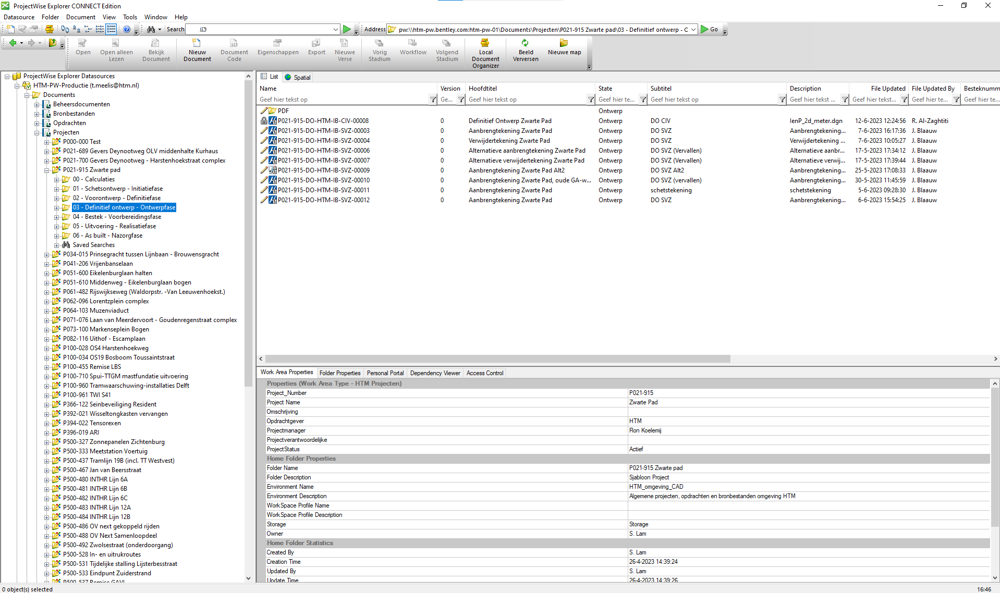 ProjectWise Explorer CONNECT Edition
Datasource Folder Document View Tools Window Help
Search
Address pw:\\htm-pw.bentley.com:htm-pw-01\Documents\Projecten\P021-915 Zwarte pad\03 - Definitief ontwerp - O Go
Open
Open alleen Lezen
Bekijk Document
Nieuw Document
Document Code
Eigenschappen
Export
Nieuwe Verse
Vorig Stadium
Workflow
Volgend Stadium
Local Document Organizer
Beeld Verversen
Nieuwe map
ProjectWise Explorer Datasources
HTM-PW-Productie (t.meelis@htm.nl)
Documents
Beheersdocumenten
Bronbestanden
Opdrachten
Projecten
P000-000 Test
P021-689 Gevers Deynootweg OLV middenhalte Kurhaus
P021-700 Gevers Deynootweg - Harstenhoekstraat complex
P021-915 Zwarte pad
00 - Calculaties
01 - Schetsontwerp - Initiatiefase
02 - Voorontwerp - Definitiefase
03 - Definitief ontwerp - Ontwerpfase
04 - Bestek - Voorbereidingsfase
05 - Uitvoering - Realisatiefase
06 - As built - Nazorgfase
Saved Searches
P034-015 Prinsegracht tussen Lijnbaan - Brouwensgracht
P041-206 Vrijenbanselaan
P051-600 Eikelenburglaan halten
P051-610 Middenweg - Eikelenburglaan bogen
P061-482 Rijswijkseweg (Waldorpstr. -Van Leeuwenhoekst.)
P062-096 Lorentzplein complex
P064-103 Muzenviaduct
P071-076 Laan van Meerdervoort - Goudenregenstraat complex
P073-100 Markenseplein Bogen
P082-116 Uithof - Escamplaan
P100-028 OS4 Harstenhoekweg
P100-034 OS19 Bosboom Toussaintstraat
P100-455 Remise LBS
P100-710 Spui-TTGM mastfundatie uitvoering
P100-960 Tramwaarschuwing-installaties Delft
P100-961 TWI S41
P366-122 Seinbeveiliging Resident
P392-021 Wisseltongkasten vervangen
P394-022 Tensorexen
P396-019 ARI
P500-327 Zonnepanelen Zichtenburg
P500-333 Meetstation Voertuig
P500-437 Tramlijn 19B (incl. TT Westvest)
P500-467 Jan van Beersstraat
P500-480 INTHR Lijn 6A
P500-481 INTHR Lijn 6B
P500-482 INTHR Lijn 6C
P500-483 INTHR Lijn 12A
P500-484 INTHR Lijn 12B
P500-486 OV next gekoppeld rijden
P500-488 OV Next Samenloopdeel
P500-492 Zwolsestraat (onderdoorgang)
P500-528 In- en uitrukroutes
P500-531 Tijdelijke stalling Lijsterbesstraat
P500-533 Eindpunt Zuiderstrand
P500-537 Remise GAVI
List Spatial
Name Version Hoofdtitel State Subtitel Description File Updated File Updated By Besteknumm
Geef hier tekst op Ge... Geef hier tekst op Geef hier te... Geef hier tekst op Geef hier tekst ... Geef hier tekst... Geef hier te... Geef hier te...
PDF Ontwerp
P021-915-DO-HTM-IB-CIV-00008 0 Definitief Ontwerp Zwarte Pad Ontwerp DO CIV lenP_2d_meter.dgn 12-6-2023 12:24:56 R. Al-Zaghtiti
P021-915-DO-HTM-IB-SVZ-00003 0 Aanbrengtekening Zwarte Pad Ontwerp DO SVZ Aanbrengtekening... 7-6-2023 16:17:36 J. Blaauw
P021-915-DO-HTM-IB-SVZ-00004 0 Verwijdertekening Zwarte Pad Ontwerp DO SVZ Verwijdertekening ... 7-6-2023 10:05:27 J. Blaauw
P021-915-DO-HTM-IB-SVZ-00006 0 Alternatieve aanbrengtekening Zwarte Pad Ontwerp DO SVZ (Vervallen) Alternatieve aanbr... 17-5-2023 17:34:12 J. Blaauw
P021-915-DO-HTM-IB-SVZ-00007 0 Alternatieve verwijdertekening Zwarte Pad Ontwerp DO SVZ (Vervallen) Alternatieve verwij... 17-5-2023 17:39:44 J. Blaauw
P021-915-DO-HTM-IB-SVZ-00009 0 Aanbrengtekening Zwarte Pad Alt2 Ontwerp DO SVZ Alt2 Aanbrengtekening... 25-5-2023 17:08:33 J. Blaauw
P021-915-DO-HTM-IB-SVZ-00010 0 Aanbrengtekening Zwarte Pad, oude GA-w... Ontwerp DO SVZ (vervallen) Aanbrengtekening... 30-5-2023 11:45:59 J. Blaauw
P021-915-DO-HTM-IB-SVZ-00011 0 Aanbrengtekening Zwarte Pad Ontwerp schetstekening schetstekening 5-6-2023 09:28:30 J. Blaauw
P021-915-DO-HTM-IB-SVZ-00012 0 Aanbrengtekening Zwarte Pad Ontwerp DO SVZ Aanbrengtekening... 6-6-2023 15:54:25 J. Blaauw
Work Area Properties Folder Properties Personal Portal Dependency Viewer Access Control
Properties (Work Area Type - HTM Projecten)
Project_Number P021-915
Project Name Zwarte Pad
Omschrijving
Opdrachtgever HTM
Projectmanager Ron Koelemij
Projectverantwoordelijke
ProjectStatus Actief
Home Folder Properties
Folder Name P021-915 Zwarte pad
Folder Description Sjabloon Project
Environment Name HTM_omgeving_CAD
Environment Description Algemene projecten, opdrachten en bronbestanden omgeving HTM
WorkSpace Profile Name
WorkSpace Profile Description
Storage Storage
Owner S. Lam
Home Folder Statistics
Created By S. Lam
Creation Time 26-4-2023 14:39:24
Updated By S. Lam
Update Time 26-4-2023 14:39:26
0 object(s) selected
16:46